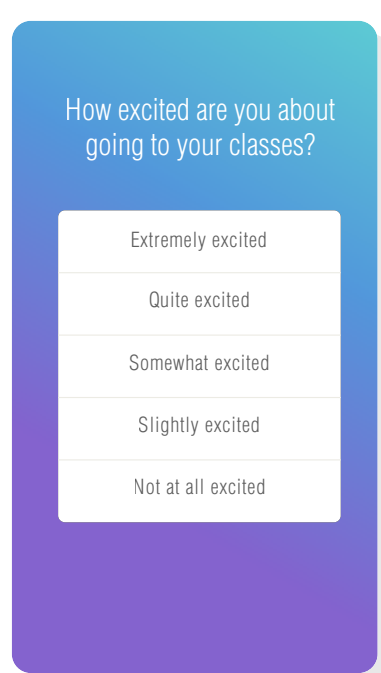 How excited are you about
going to your classes?
Extremely excited
Quite excited
Somewhat excited
Slightly excited
Not at all excited